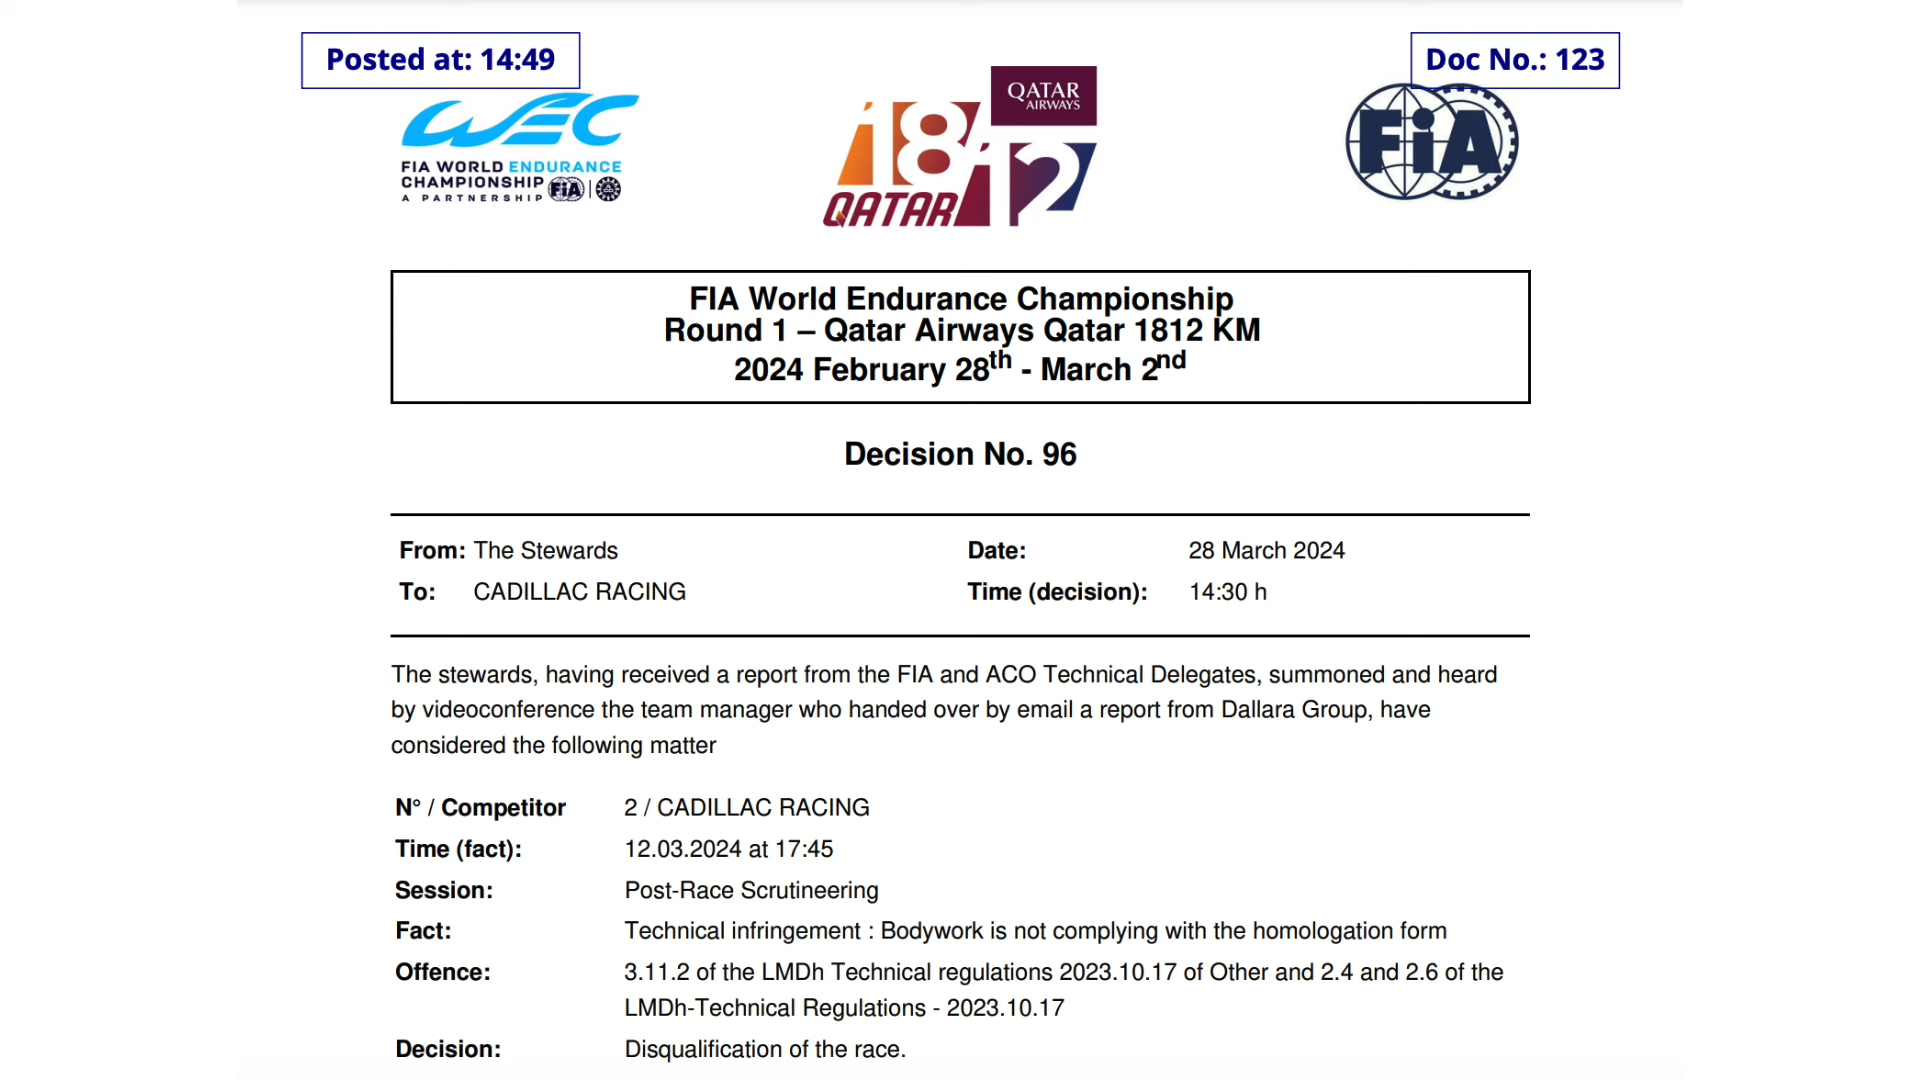 Posted at: 14:49
Doc No.: 123
WEC
FIA WORLD ENDURANCE
CHAMPIONSHIP FiA
A PARTNERSHIP
QATAR
AIRWAYS
1812
QATAR
FiA
FIA World Endurance Championship
Round 1 – Qatar Airways Qatar 1812 KM
2024 February 28th - March 2nd
Decision No. 96
From: The Stewards
Date: 28 March 2024
To: CADILLAC RACING
Time (decision): 14:30 h
The stewards, having received a report from the FIA and ACO Technical Delegates, summoned and heard
by videoconference the team manager who handed over by email a report from Dallara Group, have
considered the following matter
N° / Competitor 2 / CADILLAC RACING
Time (fact): 12.03.2024 at 17:45
Session: Post-Race Scrutineering
Fact: Technical infringement : Bodywork is not complying with the homologation form
Offence: 3.11.2 of the LMDh Technical regulations 2023.10.17 of Other and 2.4 and 2.6 of the
LMDh-Technical Regulations - 2023.10.17
Decision: Disqualification of the race.